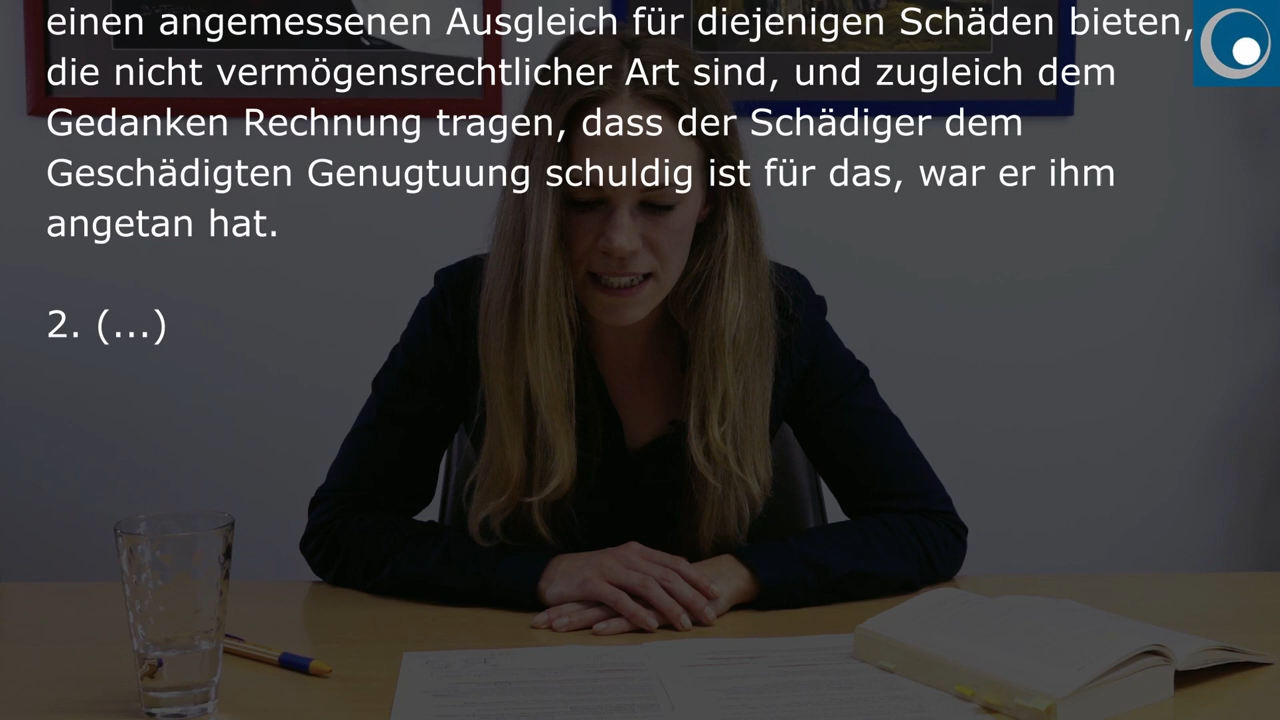 einen angemessenen Ausgleich für diejenigen Schäden bieten,
die nicht vermögensrechtlicher Art sind, und zugleich dem
Gedanken Rechnung tragen, dass der Schädiger dem
Geschädigten Genugtuung schuldig ist für das, war er ihm
angetan hat.
2. (...)